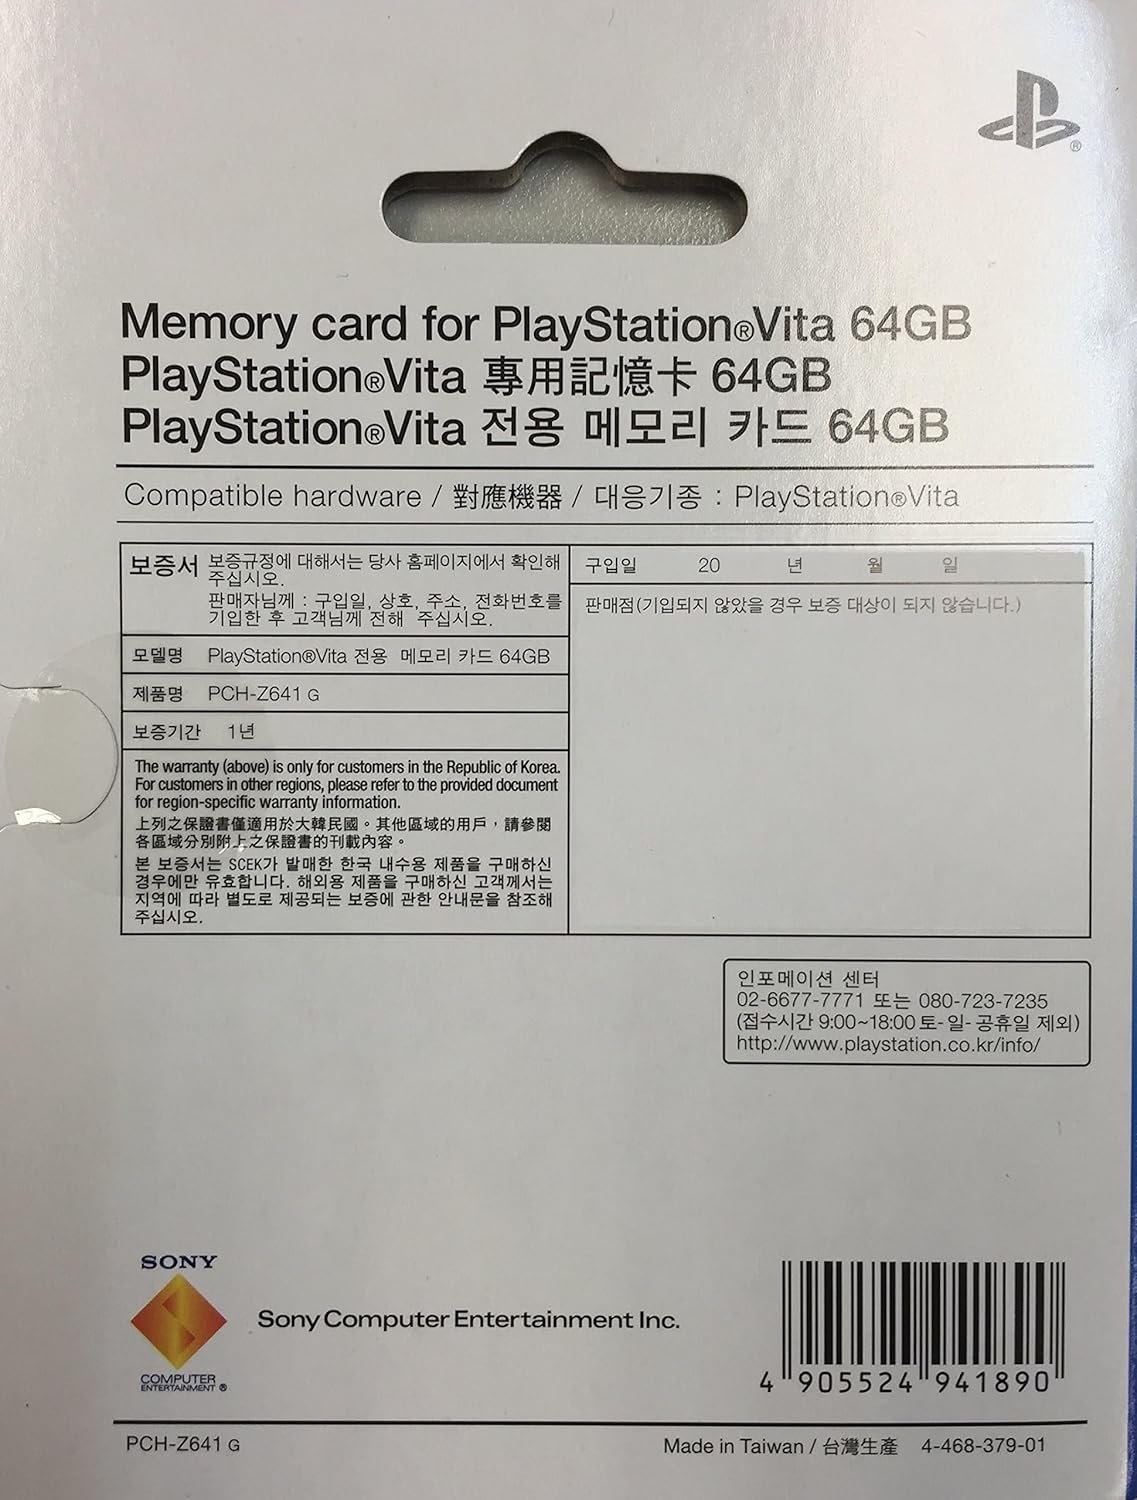 Memory card for PlayStation®Vita 64GB
PlayStation®Vita 專用記憶卡 64GB
PlayStation®Vita 전용 메모리 카드 64GB
Compatible hardware / 對應機器 / 대응기종 : PlayStation®Vita
보증서 보증규정에 대해서는 당사 홈페이지에서 확인해
주십시오.
판매자님께 : 구입일, 상호, 주소, 전화번호를
기입한 후 고객님께 전해 주십시오.
모델명 PlayStation®Vita 전용 메모리 카드 64GB
제품명 PCH-Z641 G
보증기간 1년
The warranty (above) is only for customers in the Republic of Korea.
For customers in other regions, please refer to the provided document
for region-specific warranty information.
上列之保證書僅適用於大韓民國。其他區域的用戶，請參閱
各區域分別附上之保證書的刊載內容。
본 보증서는 SCEK가 발매한 한국 내수용 제품을 구매하신
경우에만 유효합니다. 해외용 제품을 구매하신 고객께서는
지역에 따라 별도로 제공되는 보증에 관한 안내문을 참조해
주십시오.
구입일 20 년 월 일
판매점(기입되지 않았을 경우 보증 대상이 되지 않습니다.)
인포메이션 센터
02-6677-7771 또는 080-723-7235
(접수시간 9:00~18:00 토-일-공휴일 제외)
http://www.playstation.co.kr/info/
SONY
COMPUTER
ENTERTAINMENT ®
Sony Computer Entertainment Inc.
4 905524 941890
PCH-Z641 G
Made in Taiwan / 台灣生産 4-468-379-01